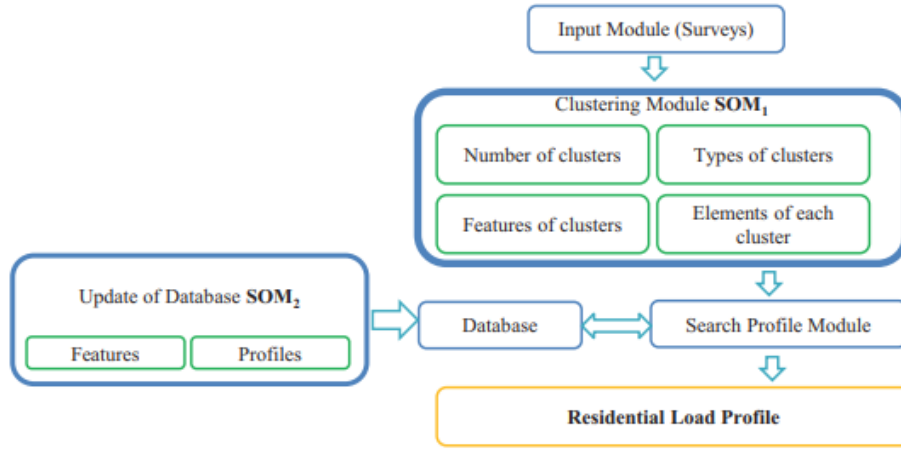 Input Module (Surveys)
Clustering Module SOM₁
Number of clusters
Types of clusters
Features of clusters
Elements of each
cluster
Update of Database SOM₂
Features
Profiles
Database
Search Profile Module
Residential Load Profile